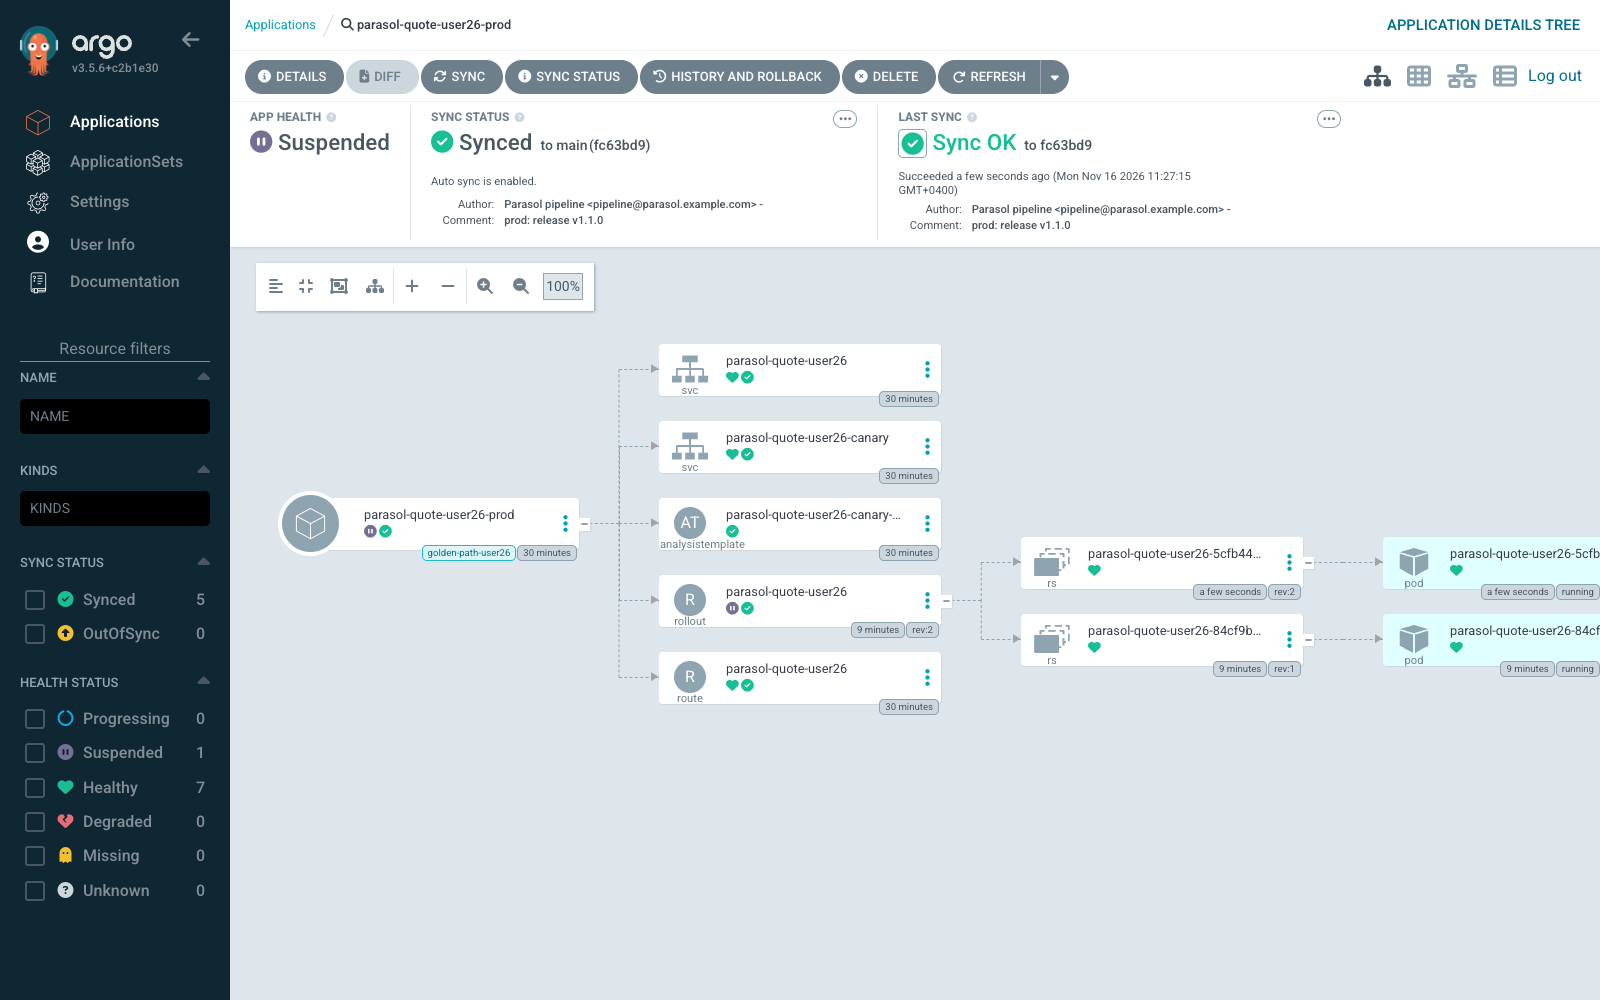 argo
v3.5.6+c2b1e30
Applications
ApplicationSets
Settings
User Info
Documentation
Resource filters
NAME
NAME
KINDS
KINDS
SYNC STATUS
Synced 5
OutOfSync 0
HEALTH STATUS
Progressing 0
Suspended 1
Healthy 7
Degraded 0
Missing 0
Unknown 0
Applications / parasol-quote-user26-prod
APPLICATION DETAILS TREE
DETAILS
DIFF
SYNC
SYNC STATUS
HISTORY AND ROLLBACK
DELETE
REFRESH
Log out
APP HEALTH
Suspended
SYNC STATUS
Synced to main (fc63bd9)
Auto sync is enabled.
Author: Parasol pipeline <pipeline@parasol.example.com> -
Comment: prod: release v1.1.0
LAST SYNC
Sync OK to fc63bd9
Succeeded a few seconds ago (Mon Nov 16 2026 11:27:15
GMT+0400)
Author: Parasol pipeline <pipeline@parasol.example.com> -
Comment: prod: release v1.1.0
100%
parasol-quote-user26-prod
golden-path-user26
30 minutes
parasol-quote-user26
svc
30 minutes
parasol-quote-user26-canary
svc
30 minutes
AT
parasol-quote-user26-canary-...
analysistemplate
30 minutes
R
parasol-quote-user26
rollout
9 minutes
rev:2
R
parasol-quote-user26
route
30 minutes
parasol-quote-user26-5cfb44...
rs
a few seconds
rev:2
parasol-quote-user26-84cf9b...
rs
9 minutes
rev:1
parasol-quote-user26-5cfb
pod
a few seconds
running
parasol-quote-user26-84cf
pod
9 minutes
running